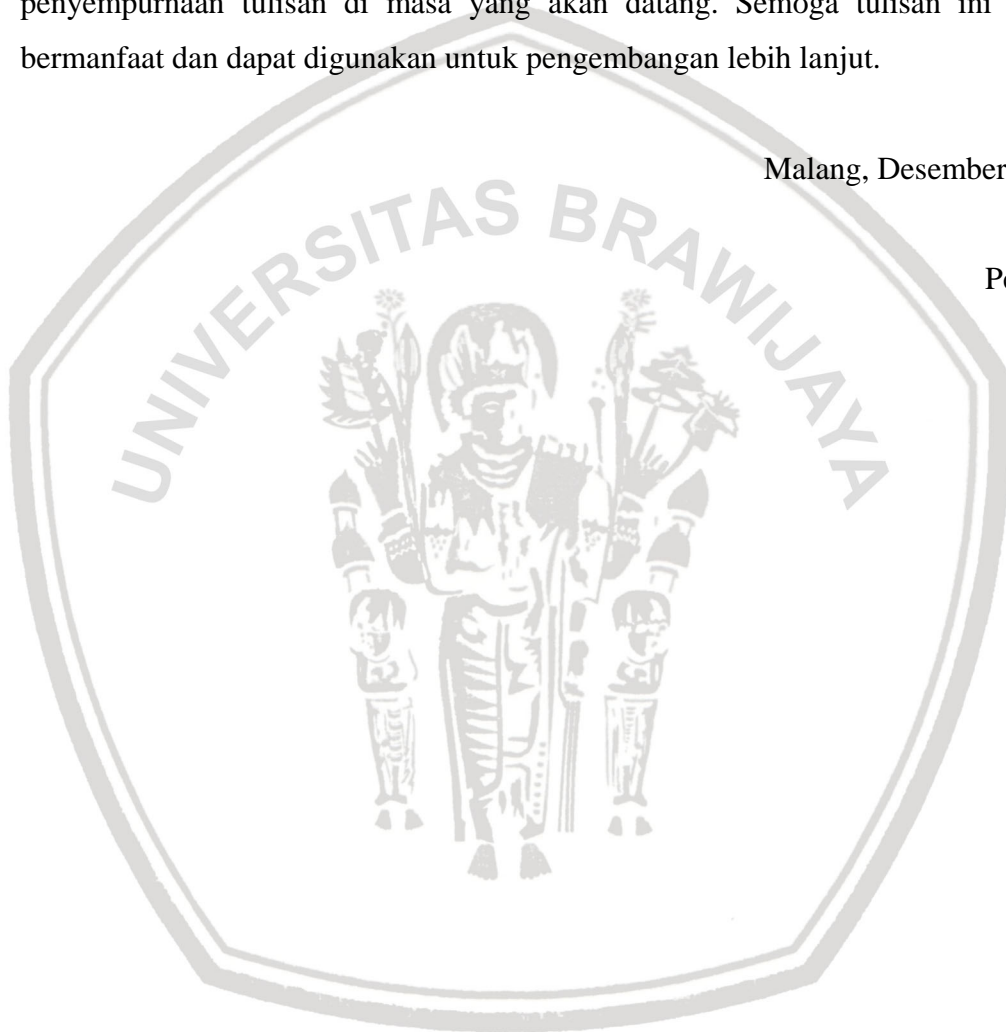 penyempurnaan tulisan di masa yang akan datang. Semoga tulisan ini
bermanfaat dan dapat digunakan untuk pengembangan lebih lanjut.
Malang, Desember
UNIVERSITAS BRAWIJAYA